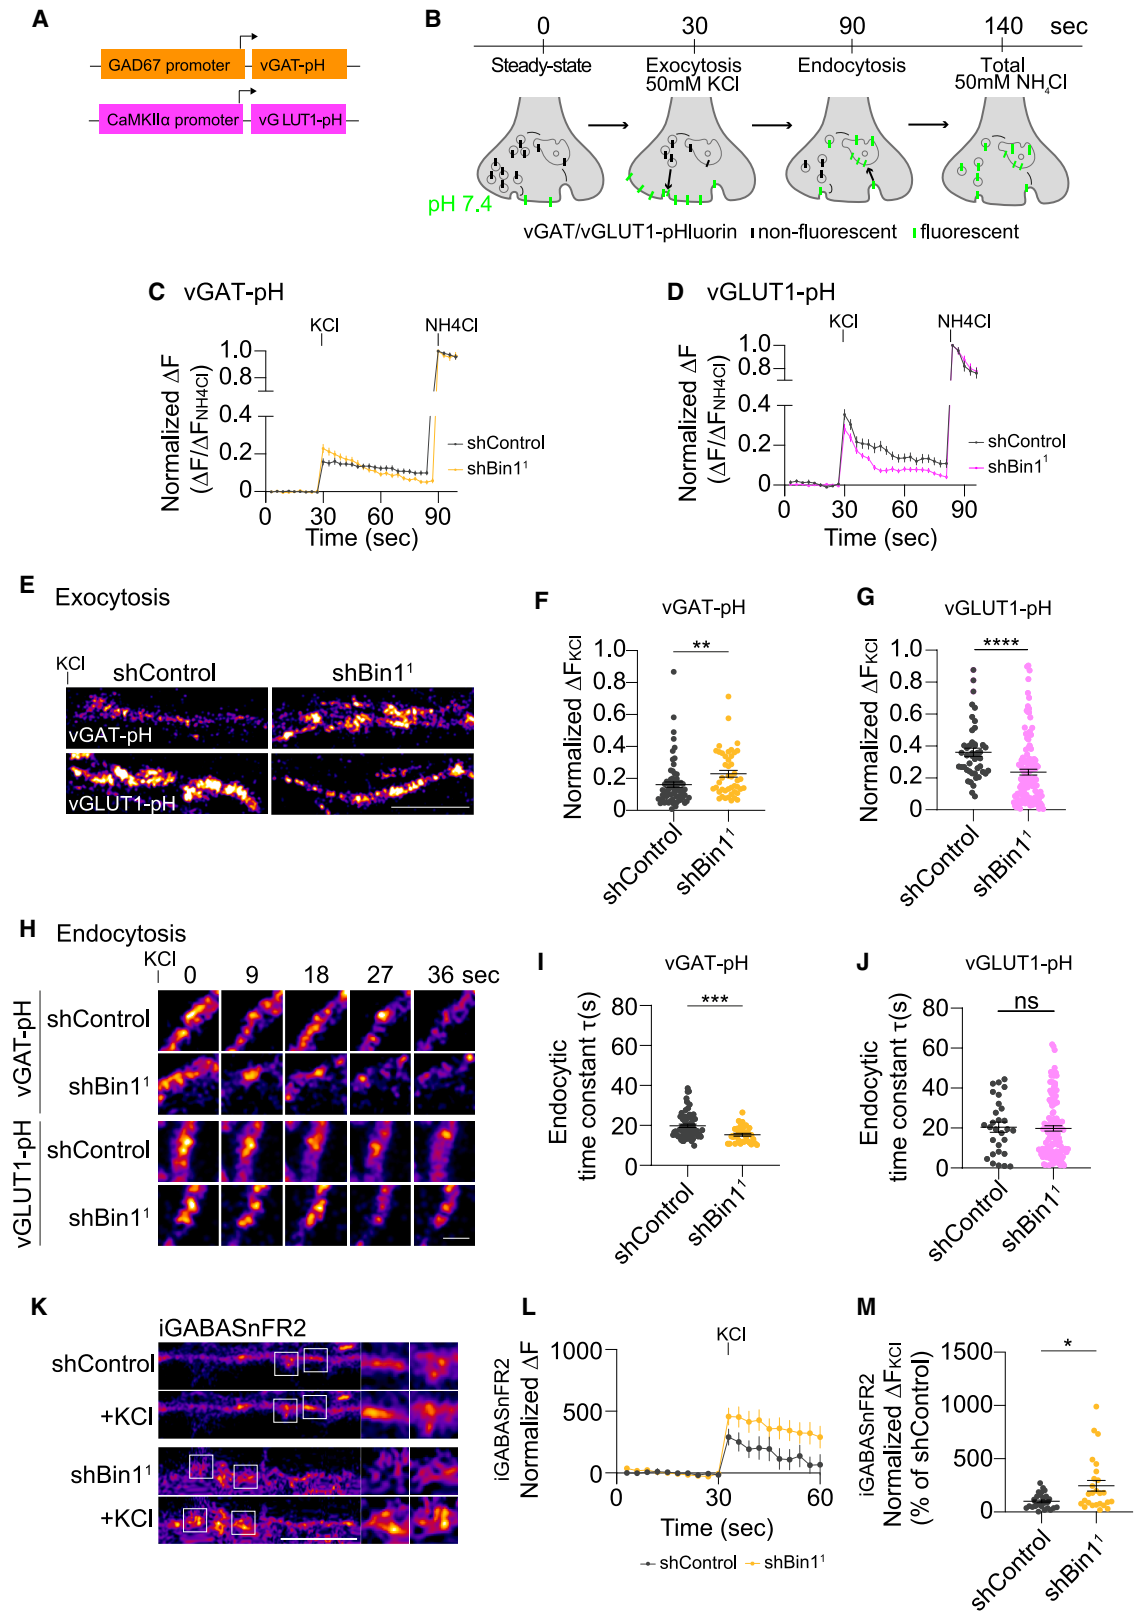 A
GAD67 promoter
vGAT-pH
CaMKIIα promoter
vGLUT1-pH
B
0 30 90 140 sec
Steady-state Exocytosis Endocytosis Total
50mM KCl 50mM NH4Cl
pH 7.4
vGAT/vGLUT1-pHluorin non-fluorescent fluorescent
C vGAT-pH
KCl NH4Cl
Normalized ΔF
(ΔF/ΔFNH4Cl)
1.0
0.8
0.4
0.2
0
0 30 60 90
Time (sec)
shControl
shBin1¹
D vGLUT1-pH
KCl NH4Cl
Normalized ΔF
(ΔF/ΔFNH4Cl)
1.0
0.8
0.4
0.2
0
0 30 60 90
Time (sec)
shControl
shBin1¹
E Exocytosis
KCl
shControl shBin1¹
vGAT-pH
vGLUT1-pH
F
vGAT-pH
Normalized ΔFKCl
1.0
0.8
0.6
0.4
0.2
0
**
shControl
shBin1¹
G
vGLUT1-pH
Normalized ΔFKCl
1.0
0.8
0.6
0.4
0.2
0
****
shControl
shBin1¹
H Endocytosis
KCl
0 9 18 27 36 sec
vGAT-pH
shControl
shBin1¹
vGLUT1-pH
shControl
shBin1¹
I
vGAT-pH
Endocytic
time constant τ(s)
80
60
40
20
0
***
shControl
shBin1¹
J
vGLUT1-pH
Endocytic
time constant τ(s)
80
60
40
20
0
ns
shControl
shBin1¹
K
iGABASnFR2
shControl
+KCl
shBin1¹
+KCl
L
KCl
iGABASnFR2
Normalized ΔF
1000
500
0
0 30 60
Time (sec)
shControl shBin1¹
M
iGABASnFR2
Normalized ΔFKCl
(% of shControl)
1500
1000
500
0
*
shControl
shBin1¹